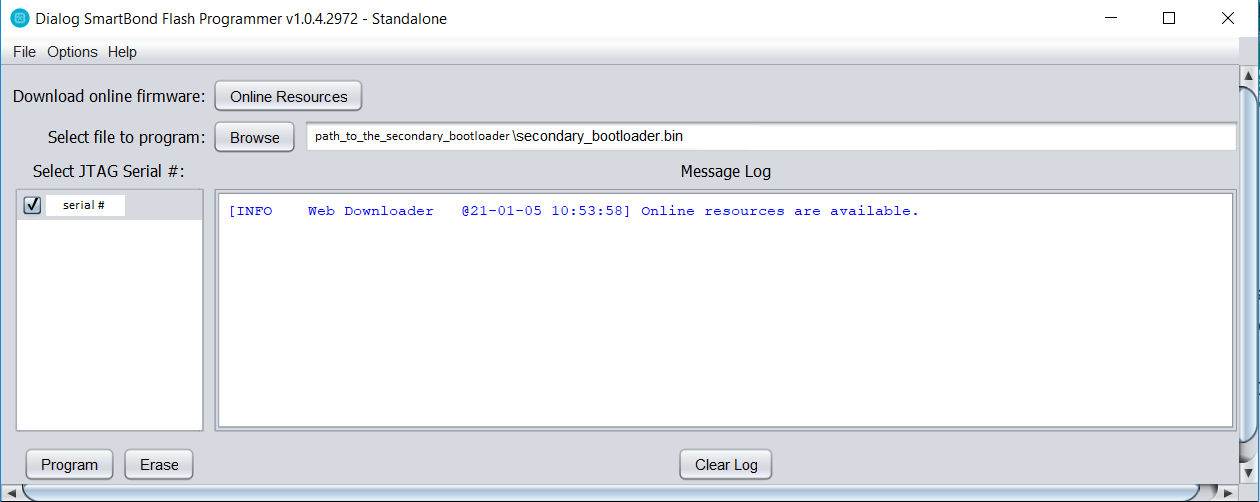 Dialog SmartBond Flash Programmer v1.0.4.2972 - Standalone
File Options Help
Download online firmware: Online Resources
Select file to program: Browse path_to_the_secondary_bootloader\secondary_bootloader.bin
Select JTAG Serial #: Message Log
serial # [INFO Web Downloader @21-01-05 10:53:58] Online resources are available.
Program Erase Clear Log